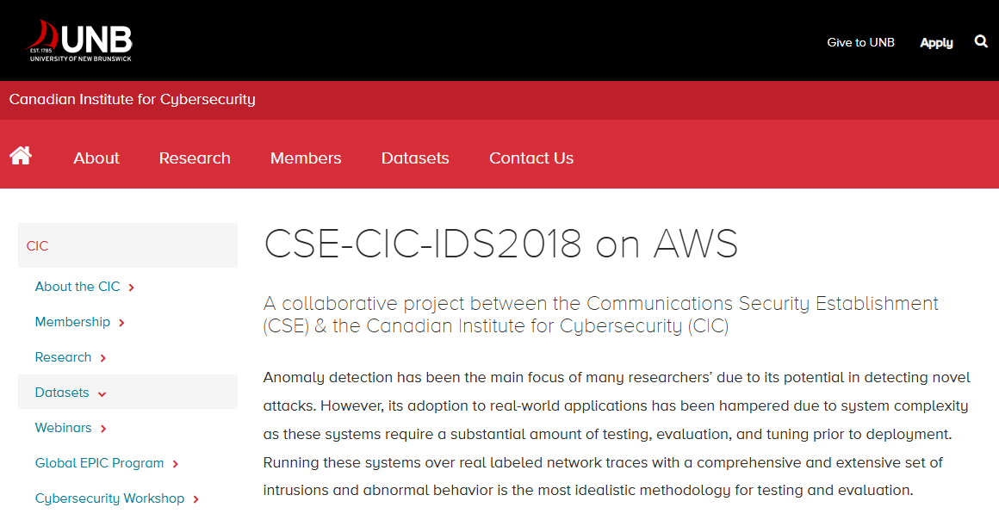 UNB
EST. 1785
UNIVERSITY OF NEW BRUNSWICK
Give to UNB
Apply
Canadian Institute for Cybersecurity
About
Research
Members
Datasets
Contact Us
CIC
About the CIC
Membership
Research
Datasets
Webinars
Global EPIC Program
Cybersecurity Workshop
CSE-CIC-IDS2018 on AWS
A collaborative project between the Communications Security Establishment
(CSE) & the Canadian Institute for Cybersecurity (CIC)
Anomaly detection has been the main focus of many researchers’ due to its potential in detecting novel
attacks. However, its adoption to real-world applications has been hampered due to system complexity
as these systems require a substantial amount of testing, evaluation, and tuning prior to deployment.
Running these systems over real labeled network traces with a comprehensive and extensive set of
intrusions and abnormal behavior is the most idealistic methodology for testing and evaluation.